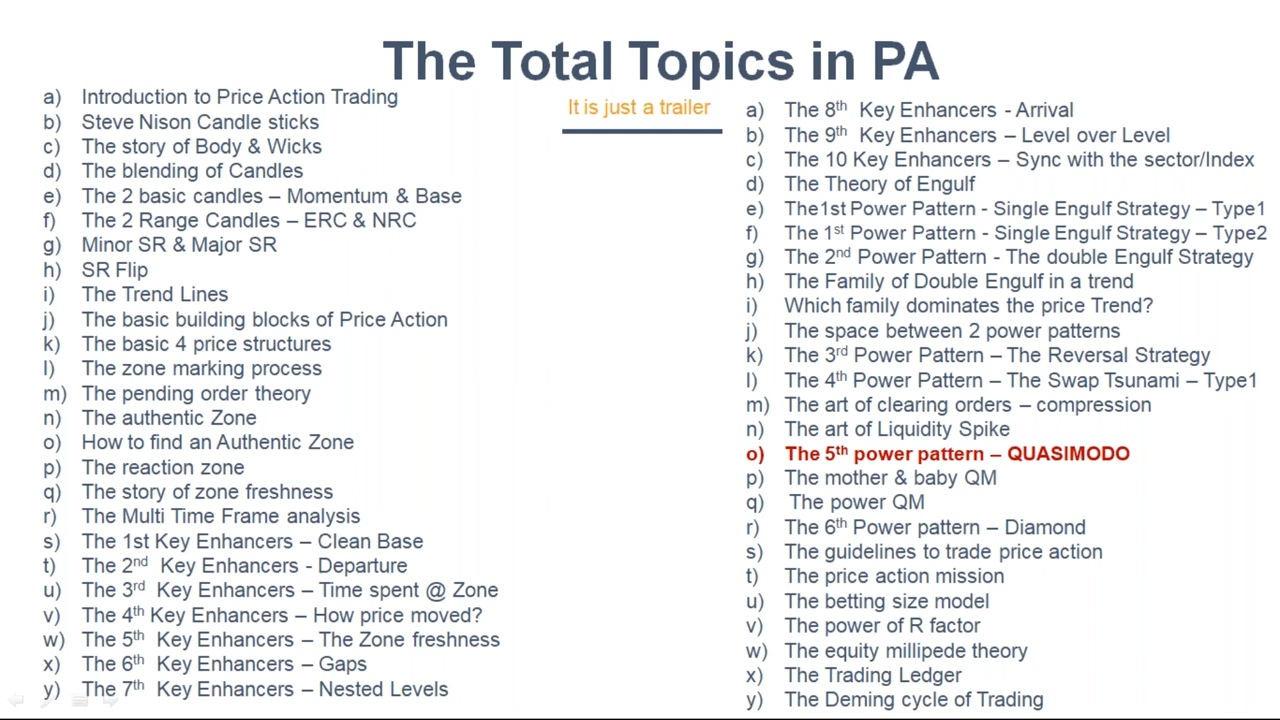 The Total Topics in PA
a) Introduction to Price Action Trading
b) Steve Nison Candle sticks
c) The story of Body & Wicks
d) The blending of Candles
e) The 2 basic candles – Momentum & Base
f) The 2 Range Candles – ERC & NRC
g) Minor SR & Major SR
h) SR Flip
i) The Trend Lines
j) The basic building blocks of Price Action
k) The basic 4 price structures
l) The zone marking process
m) The pending order theory
n) The authentic Zone
o) How to find an Authentic Zone
p) The reaction zone
q) The story of zone freshness
r) The Multi Time Frame analysis
s) The 1st Key Enhancers – Clean Base
t) The 2nd Key Enhancers - Departure
u) The 3rd Key Enhancers – Time spent @ Zone
v) The 4th Key Enhancers – How price moved?
w) The 5th Key Enhancers – The Zone freshness
x) The 6th Key Enhancers – Gaps
y) The 7th Key Enhancers – Nested Levels
It is just a trailer
a) The 8th Key Enhancers - Arrival
b) The 9th Key Enhancers – Level over Level
c) The 10 Key Enhancers – Sync with the sector/Index
d) The Theory of Engulf
e) The1st Power Pattern - Single Engulf Strategy – Type1
f) The 1st Power Pattern - Single Engulf Strategy – Type2
g) The 2nd Power Pattern - The double Engulf Strategy
h) The Family of Double Engulf in a trend
i) Which family dominates the price Trend?
j) The space between 2 power patterns
k) The 3rd Power Pattern – The Reversal Strategy
l) The 4th Power Pattern – The Swap Tsunami – Type1
m) The art of clearing orders – compression
n) The art of Liquidity Spike
o) The 5th power pattern – QUASIMODO
p) The mother & baby QM
q) The power QM
r) The 6th Power pattern – Diamond
s) The guidelines to trade price action
t) The price action mission
u) The betting size model
v) The power of R factor
w) The equity millipede theory
x) The Trading Ledger
y) The Deming cycle of Trading